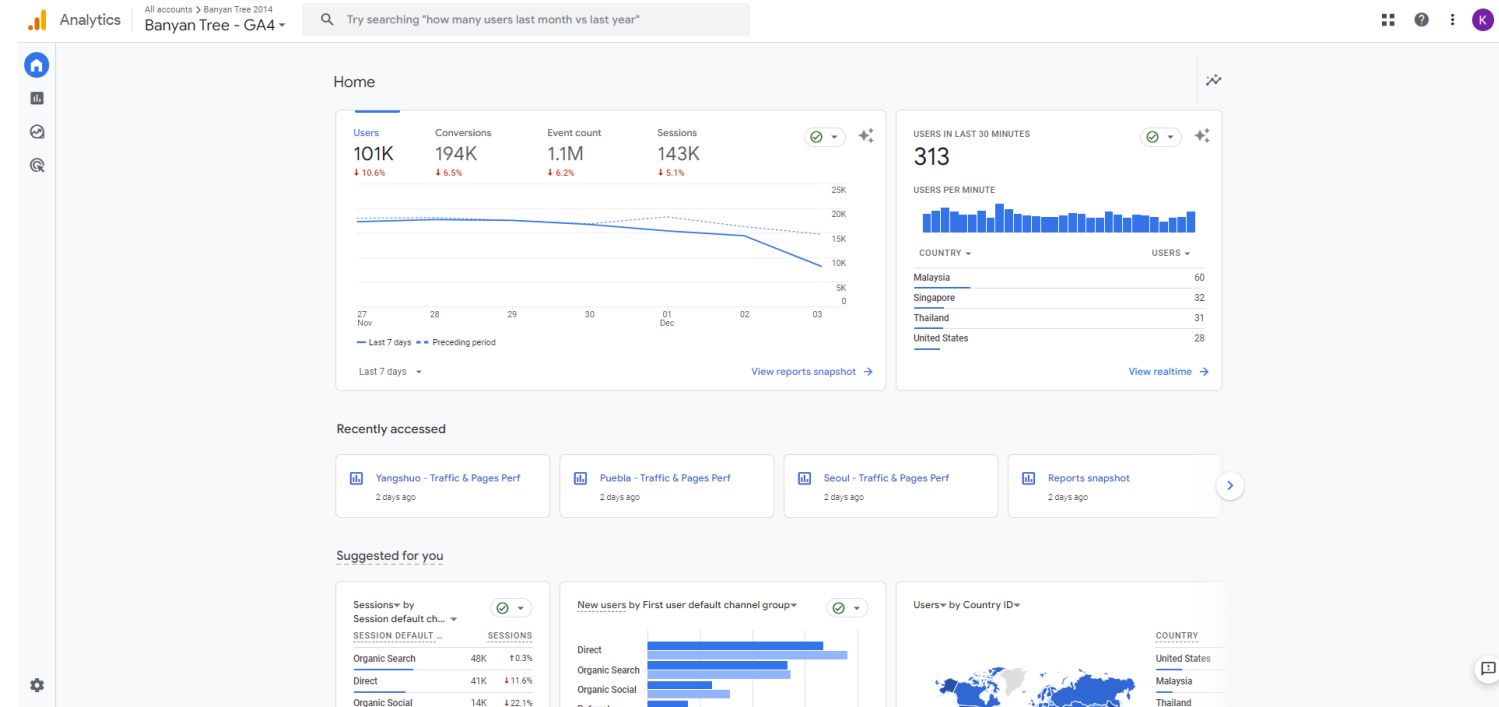 Analytics
All accounts > Banyan Tree 2014
Banyan Tree - GA4
Try searching "how many users last month vs last year"
K
Home
Users
Conversions
Event count
Sessions
101K
194K
1.1M
143K
↓ 10.6%
↓ 6.5%
↓ 6.2%
↓ 5.1%
25K
20K
15K
10K
5K
0
27
Nov
28
29
30
01
Dec
02
03
Last 7 days
Preceding period
Last 7 days
View reports snapshot
USERS IN LAST 30 MINUTES
313
USERS PER MINUTE
COUNTRY
USERS
Malaysia 60
Singapore 32
Thailand 31
United States 28
View realtime
Recently accessed
Yangshuo - Traffic & Pages Perf
2 days ago
Puebla - Traffic & Pages Perf
2 days ago
Seoul - Traffic & Pages Perf
2 days ago
Reports snapshot
2 days ago
Suggested for you
Sessions by
Session default ch...
SESSION DEFAULT ...
SESSIONS
Organic Search 48K ↑ 0.3%
Direct 41K ↓ 11.6%
Organic Social 14K ↓ 22.1%
New users by First user default channel group
Direct
Organic Search
Organic Social
Users by Country ID
COUNTRY
United States
Malaysia
Thailand